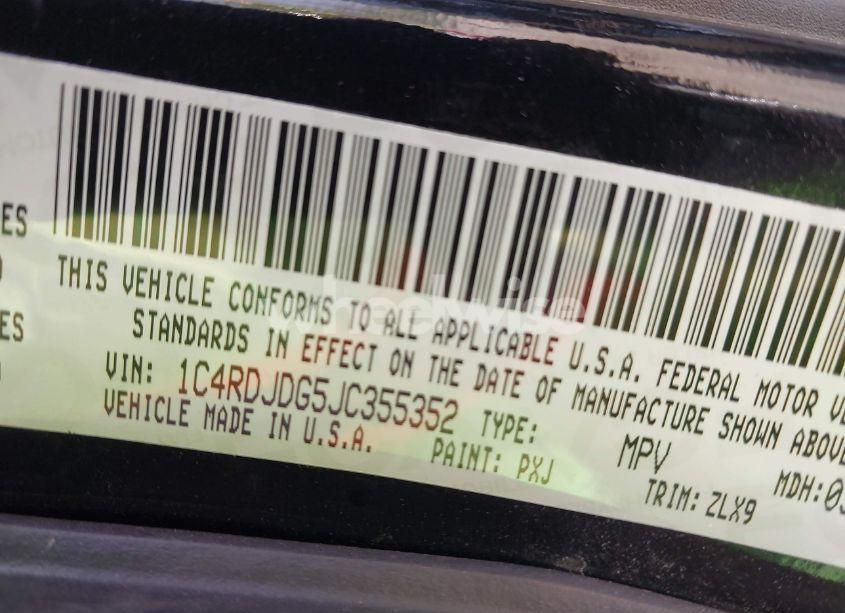 ES
ES
THIS VEHICLE CONFORMS TO ALL APPLICABLE U.S.A. FEDERAL MOTOR
STANDARDS IN EFFECT ON THE DATE OF MANUFACTURE SHOWN ABOVE
VIN: 1C4RDJDG5JC355352 TYPE: MPV MDH:
VEHICLE MADE IN U.S.A. PAINT: PXJ TRIM: ZLX9
wheelwise